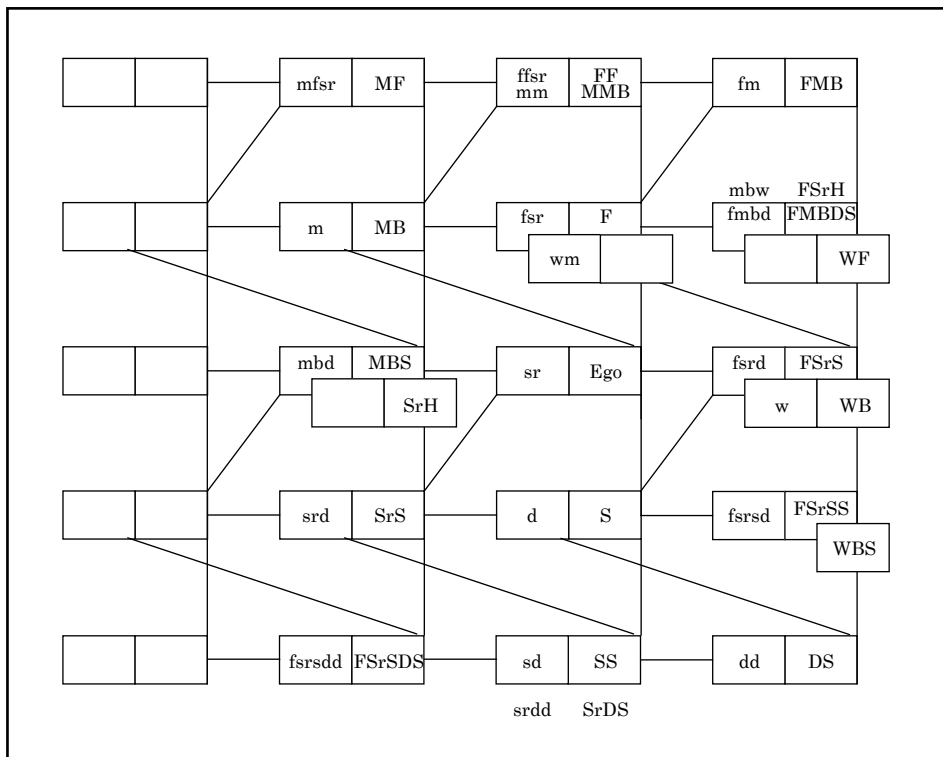 mfsr MF ffsr FF fm FMB
mm MMB
mbw FSrH
m MB fsr F fmbd FMBDS
wm WF
mbd MBS sr Ego fsrd FSrS
SrH w WB
srd SrS d S fsrsd FSrSS
WBS
fsrsdd FSrSDS sd SS dd DS
srdd SrDS